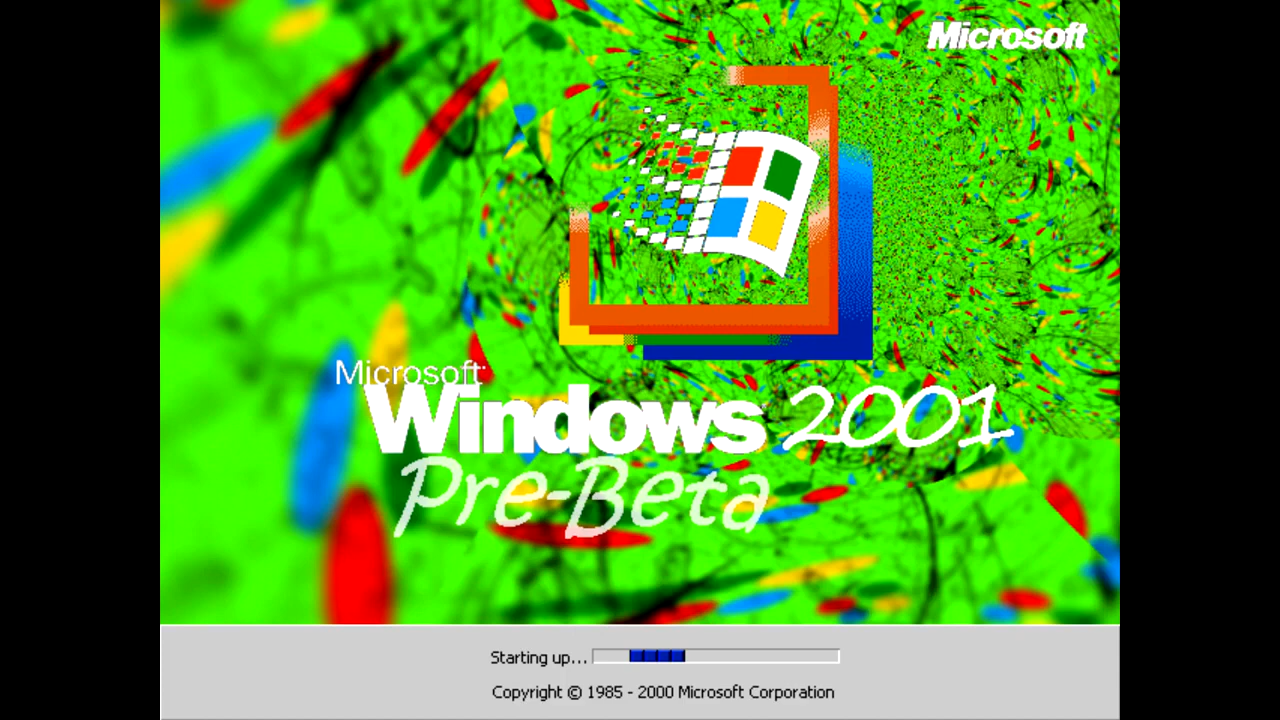 Microsoft
Microsoft
Windows 2001
Pre-Beta
Starting up...
Copyright © 1985 - 2000 Microsoft Corporation